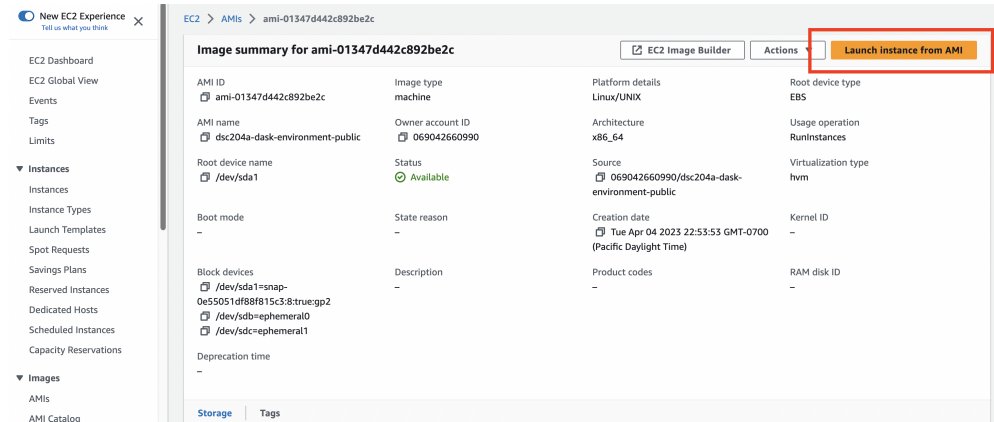 New EC2 Experience
Tell us what you think
EC2 Dashboard
EC2 Global View
Events
Tags
Limits
Instances
Instances
Instance Types
Launch Templates
Spot Requests
Savings Plans
Reserved Instances
Dedicated Hosts
Scheduled Instances
Capacity Reservations
Images
AMIs
AMI Catalog
EC2 > AMIs > ami-01347d442c892be2c
Image summary for ami-01347d442c892be2c
EC2 Image Builder
Actions
Launch instance from AMI
AMI ID
ami-01347d442c892be2c
Image type
machine
Platform details
Linux/UNIX
Root device type
EBS
AMI name
dsc204a-dask-environment-public
Owner account ID
069042660990
Architecture
x86_64
Usage operation
RunInstances
Root device name
/dev/sda1
Status
Available
Source
069042660990/dsc204a-dask-
environment-public
Virtualization type
hvm
Boot mode
–
State reason
–
Creation date
Tue Apr 04 2023 22:53:53 GMT-0700
(Pacific Daylight Time)
Kernel ID
–
Block devices
/dev/sda1=snap-
0e55051df88f815c3:8:true:gp2
/dev/sdb=ephemeral0
/dev/sdc=ephemeral1
Description
–
Product codes
–
RAM disk ID
–
Deprecation time
–
Storage
Tags